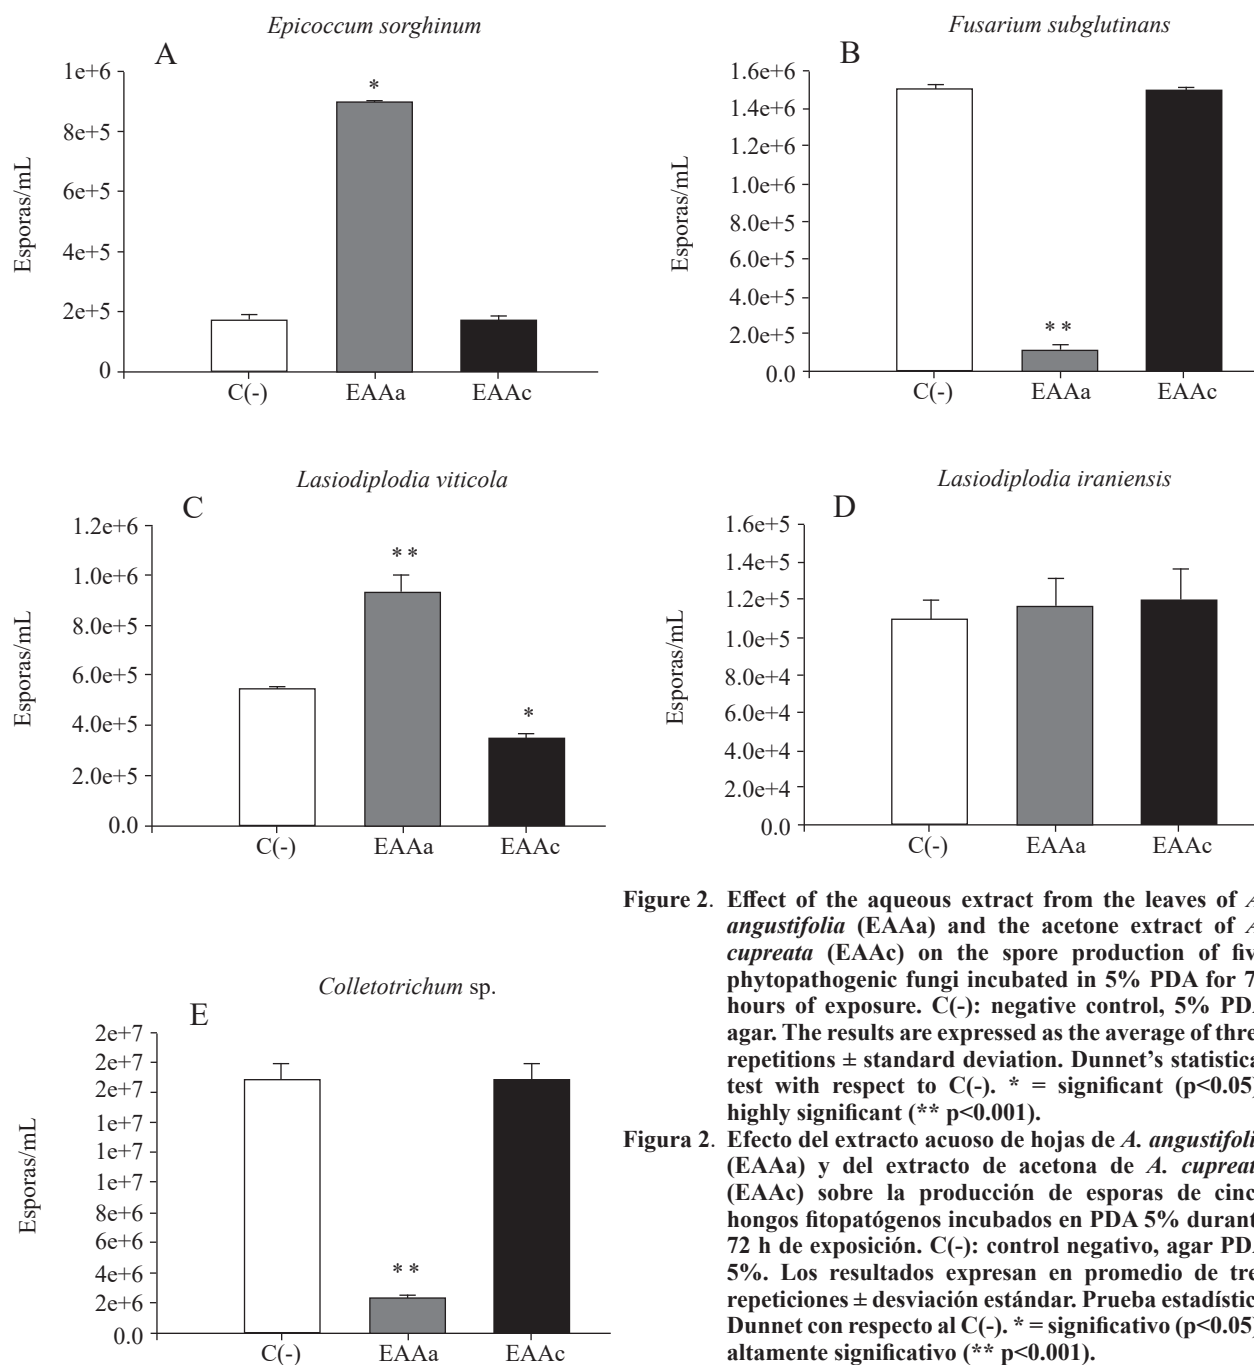 Epicoccum sorghinum
A
1e+6
8e+5
6e+5
4e+5
2e+5
0
Esporas/mL
*
C(-) EAAa EAAc
Fusarium subglutinans
B
1.6e+6
1.4e+6
1.2e+6
1.0e+6
8.0e+5
6.0e+5
4.0e+5
2.0e+5
0.0
Esporas/mL
**
C(-) EAAa EAAc
Lasiodiplodia viticola
C
1.2e+6
1.0e+6
8.0e+5
6.0e+5
4.0e+5
2.0e+5
0.0
Esporas/mL
**
*
C(-) EAAa EAAc
Lasiodiplodia iraniensis
D
1.6e+5
1.4e+5
1.2e+5
1.0e+5
8.0e+4
6.0e+4
4.0e+4
2.0e+4
0.0
Esporas/mL
C(-) EAAa EAAc
Colletotrichum sp.
E
2e+7
2e+7
2e+7
1e+7
1e+7
1e+7
8e+6
6e+6
4e+6
2e+6
0.0
Esporas/mL
**
C(-) EAAa EAAc
Figure 2. Effect of the aqueous extract from the leaves of A
angustifolia (EAAa) and the acetone extract of A
cupreata (EAAc) on the spore production of fiv
phytopathogenic fungi incubated in 5% PDA for 7
hours of exposure. C(-): negative control, 5% PDA
agar. The results are expressed as the average of thre
repetitions ± standard deviation. Dunnet's statistica
test with respect to C(-). * = significant (p<0.05)
highly significant (** p<0.001).
Figura 2. Efecto del extracto acuoso de hojas de A. angustifoli
(EAAa) y del extracto de acetona de A. cupreat
(EAAc) sobre la producción de esporas de cinc
hongos fitopatógenos incubados en PDA 5% durant
72 h de exposición. C(-): control negativo, agar PDA
5%. Los resultados expresan en promedio de tre
repeticiones ± desviación estándar. Prueba estadístic
Dunnet con respecto al C(-). * = significativo (p<0.05)
altamente significativo (** p<0.001).